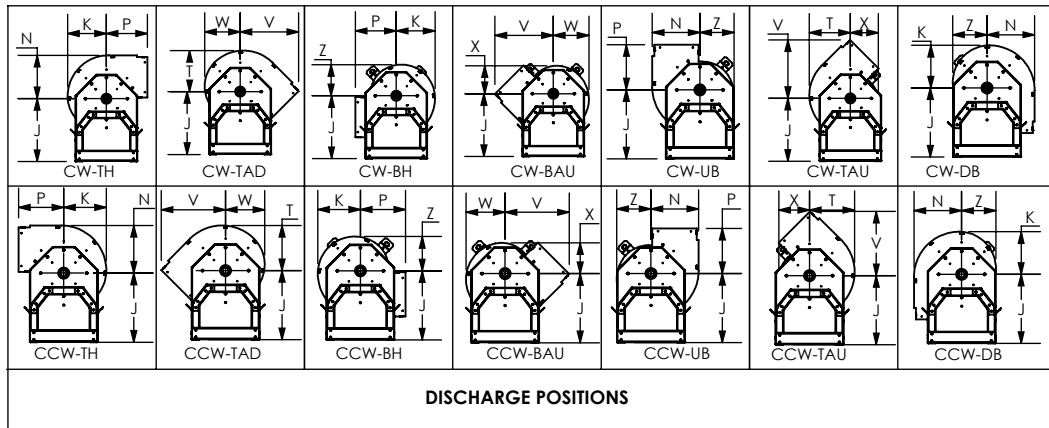 N K P
J
CW-TH
W V
T
J
CW-TAD
P K
Z
J
CW-BH
V W
X
J
CW-BAU
N Z
P
J
CW-UB
V T X
J
CW-TAU
K Z N
J
CW-DB
P K N
J
CCW-TH
V W
T
J
CCW-TAD
K P
Z
J
CCW-BH
W V
X
J
CCW-BAU
Z N
P
J
CCW-UB
X T
V
J
CCW-TAU
N Z
K
J
CCW-DB
DISCHARGE POSITIONS